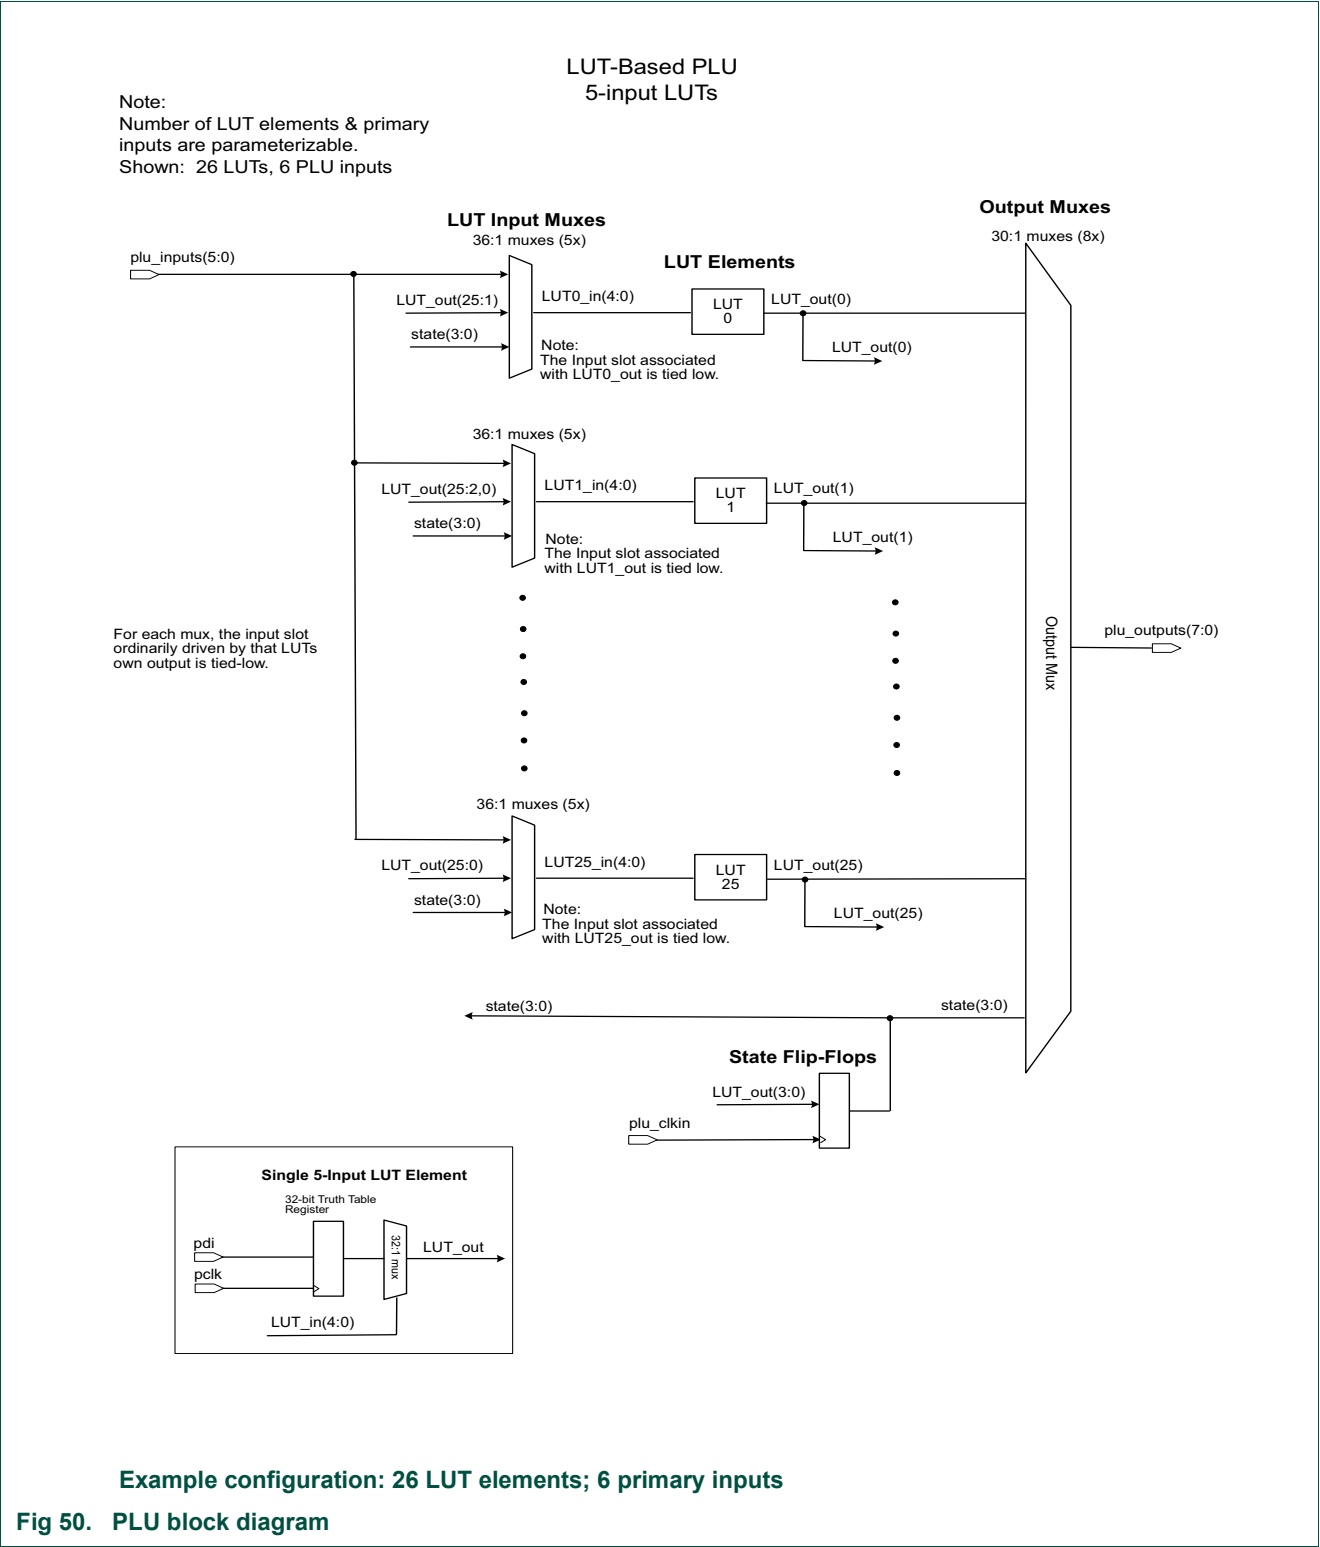 LUT-Based PLU
5-input LUTs
Note:
Number of LUT elements & primary
inputs are parameterizable.
Shown: 26 LUTs, 6 PLU inputs
LUT Input Muxes
36:1 muxes (5x)
Output Muxes
30:1 muxes (8x)
LUT Elements
plu_inputs(5:0)
LUT_out(25:1)
state(3:0)
LUT0_in(4:0)
LUT
0
LUT_out(0)
LUT_out(0)
Note:
The Input slot associated
with LUT0_out is tied low.
36:1 muxes (5x)
LUT_out(25:2,0)
state(3:0)
LUT1_in(4:0)
LUT
1
LUT_out(1)
LUT_out(1)
Note:
The Input slot associated
with LUT1_out is tied low.
For each mux, the input slot
ordinarily driven by that LUTs
own output is tied-low.
Output Mux
plu_outputs(7:0)
36:1 muxes (5x)
LUT_out(25:0)
state(3:0)
LUT25_in(4:0)
LUT
25
LUT_out(25)
LUT_out(25)
Note:
The Input slot associated
with LUT25_out is tied low.
state(3:0)
state(3:0)
State Flip-Flops
LUT_out(3:0)
plu_clkin
Single 5-Input LUT Element
32-bit Truth Table
Register
pdi
pclk
32:1 mux
LUT_out
LUT_in(4:0)
Example configuration: 26 LUT elements; 6 primary inputs
Fig 50. PLU block diagram